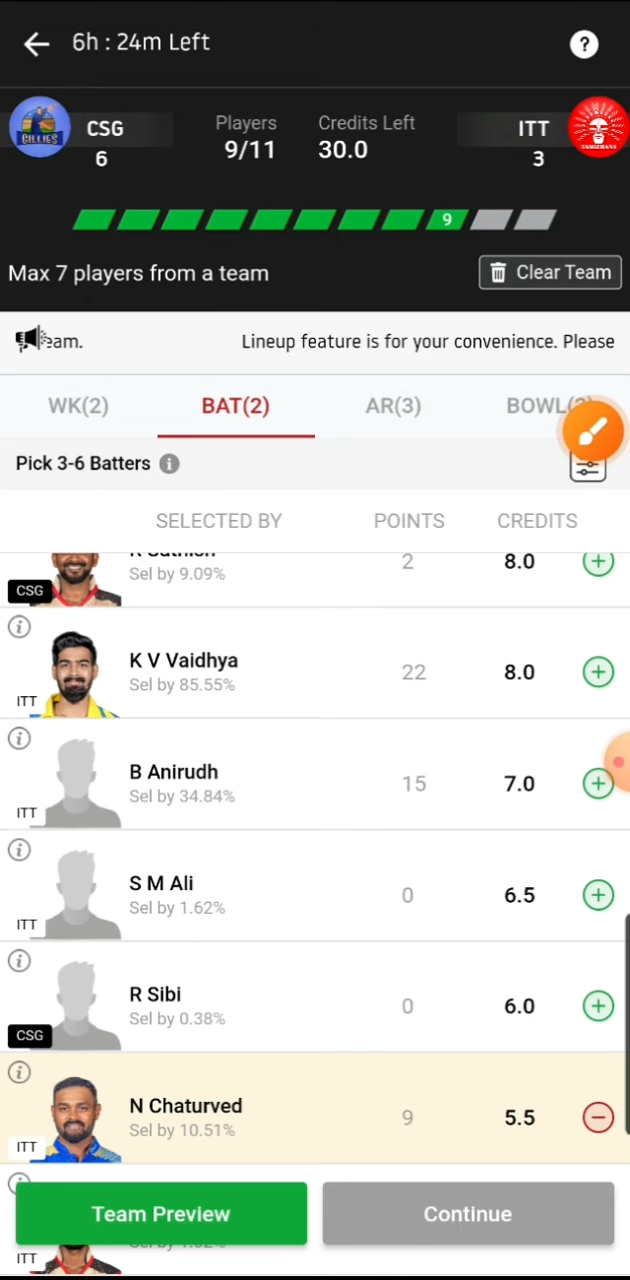 6h : 24m Left
?
CSG Players Credits Left ITT
6 9/11 30.0 3
GILLIES
TAMIZHANS
9
Max 7 players from a team Clear Team
eam. Lineup feature is for your convenience. Please
WK(2) BAT(2) AR(3) BOWL(
Pick 3-6 Batters i
SELECTED BY POINTS CREDITS
Sel by 9.09% 2 8.0
CSG
K V Vaidhya
Sel by 85.55% 22 8.0
ITT
B Anirudh
Sel by 34.84% 15 7.0
ITT
S M Ali
Sel by 1.62% 0 6.5
ITT
R Sibi
Sel by 0.38% 0 6.0
CSG
N Chaturved
Sel by 10.51% 9 5.5
ITT
Team Preview Continue
ITT